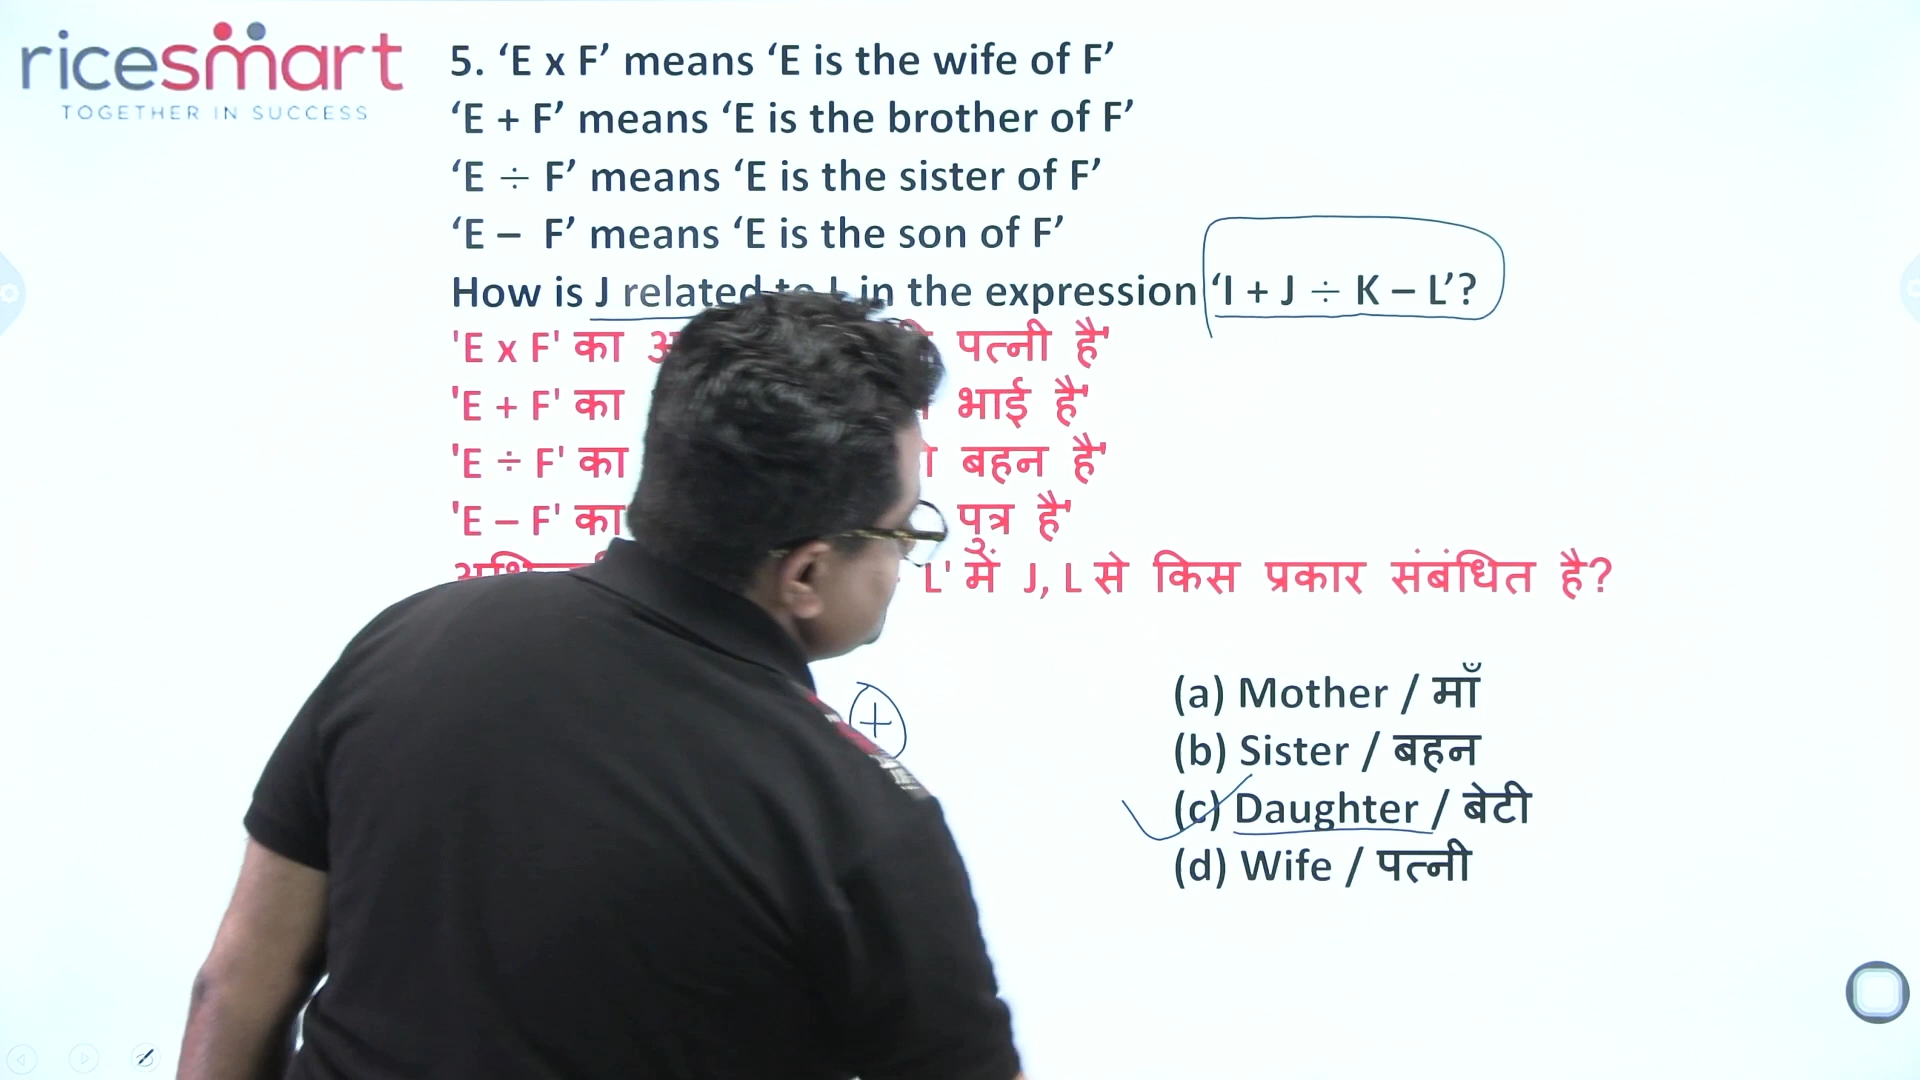 ricesmart
TOGETHER IN SUCCESS
5. ‘E x F’ means ‘E is the wife of F’
‘E + F’ means ‘E is the brother of F’
‘E ÷ F’ means ‘E is the sister of F’
‘E – F’ means ‘E is the son of F’
How is J related to L in the expression ‘I + J ÷ K – L’?
'E x F' का पत्नी है'
'E + F' का भाई है'
'E ÷ F' का बहन है'
'E – F' का पुत्र है'
L' में J, L से किस प्रकार संबंधित है?
+
(a) Mother / माँ
(b) Sister / बहन
(c) Daughter / बेटी
(d) Wife / पत्नी